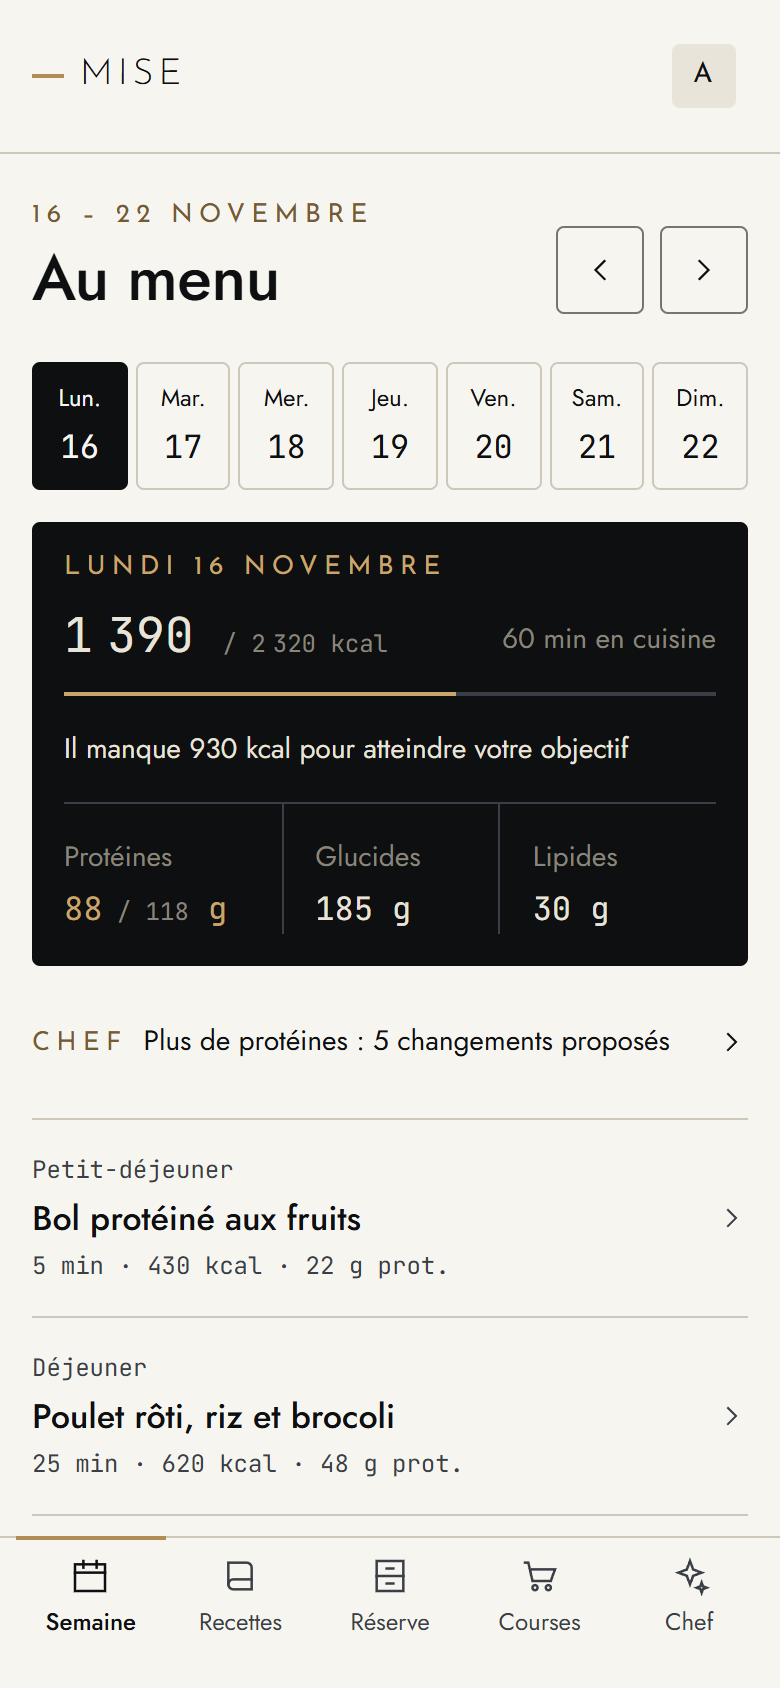 MISE
A
16 – 22 NOVEMBRE
Au menu
Lun. Mar. Mer. Jeu. Ven. Sam. Dim.
16 17 18 19 20 21 22
LUNDI 16 NOVEMBRE
1 390 / 2 320 kcal 60 min en cuisine
Il manque 930 kcal pour atteindre votre objectif
Protéines Glucides Lipides
88 / 118 g 185 g 30 g
CHEF Plus de protéines : 5 changements proposés
Petit-déjeuner
Bol protéiné aux fruits
5 min · 430 kcal · 22 g prot.
Déjeuner
Poulet rôti, riz et brocoli
25 min · 620 kcal · 48 g prot.
Semaine Recettes Réserve Courses Chef